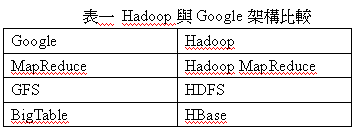 表一 Hadoop 與 Google 架構比較
Google Hadoop
MapReduce Hadoop MapReduce
GFS HDFS
BigTable HBase